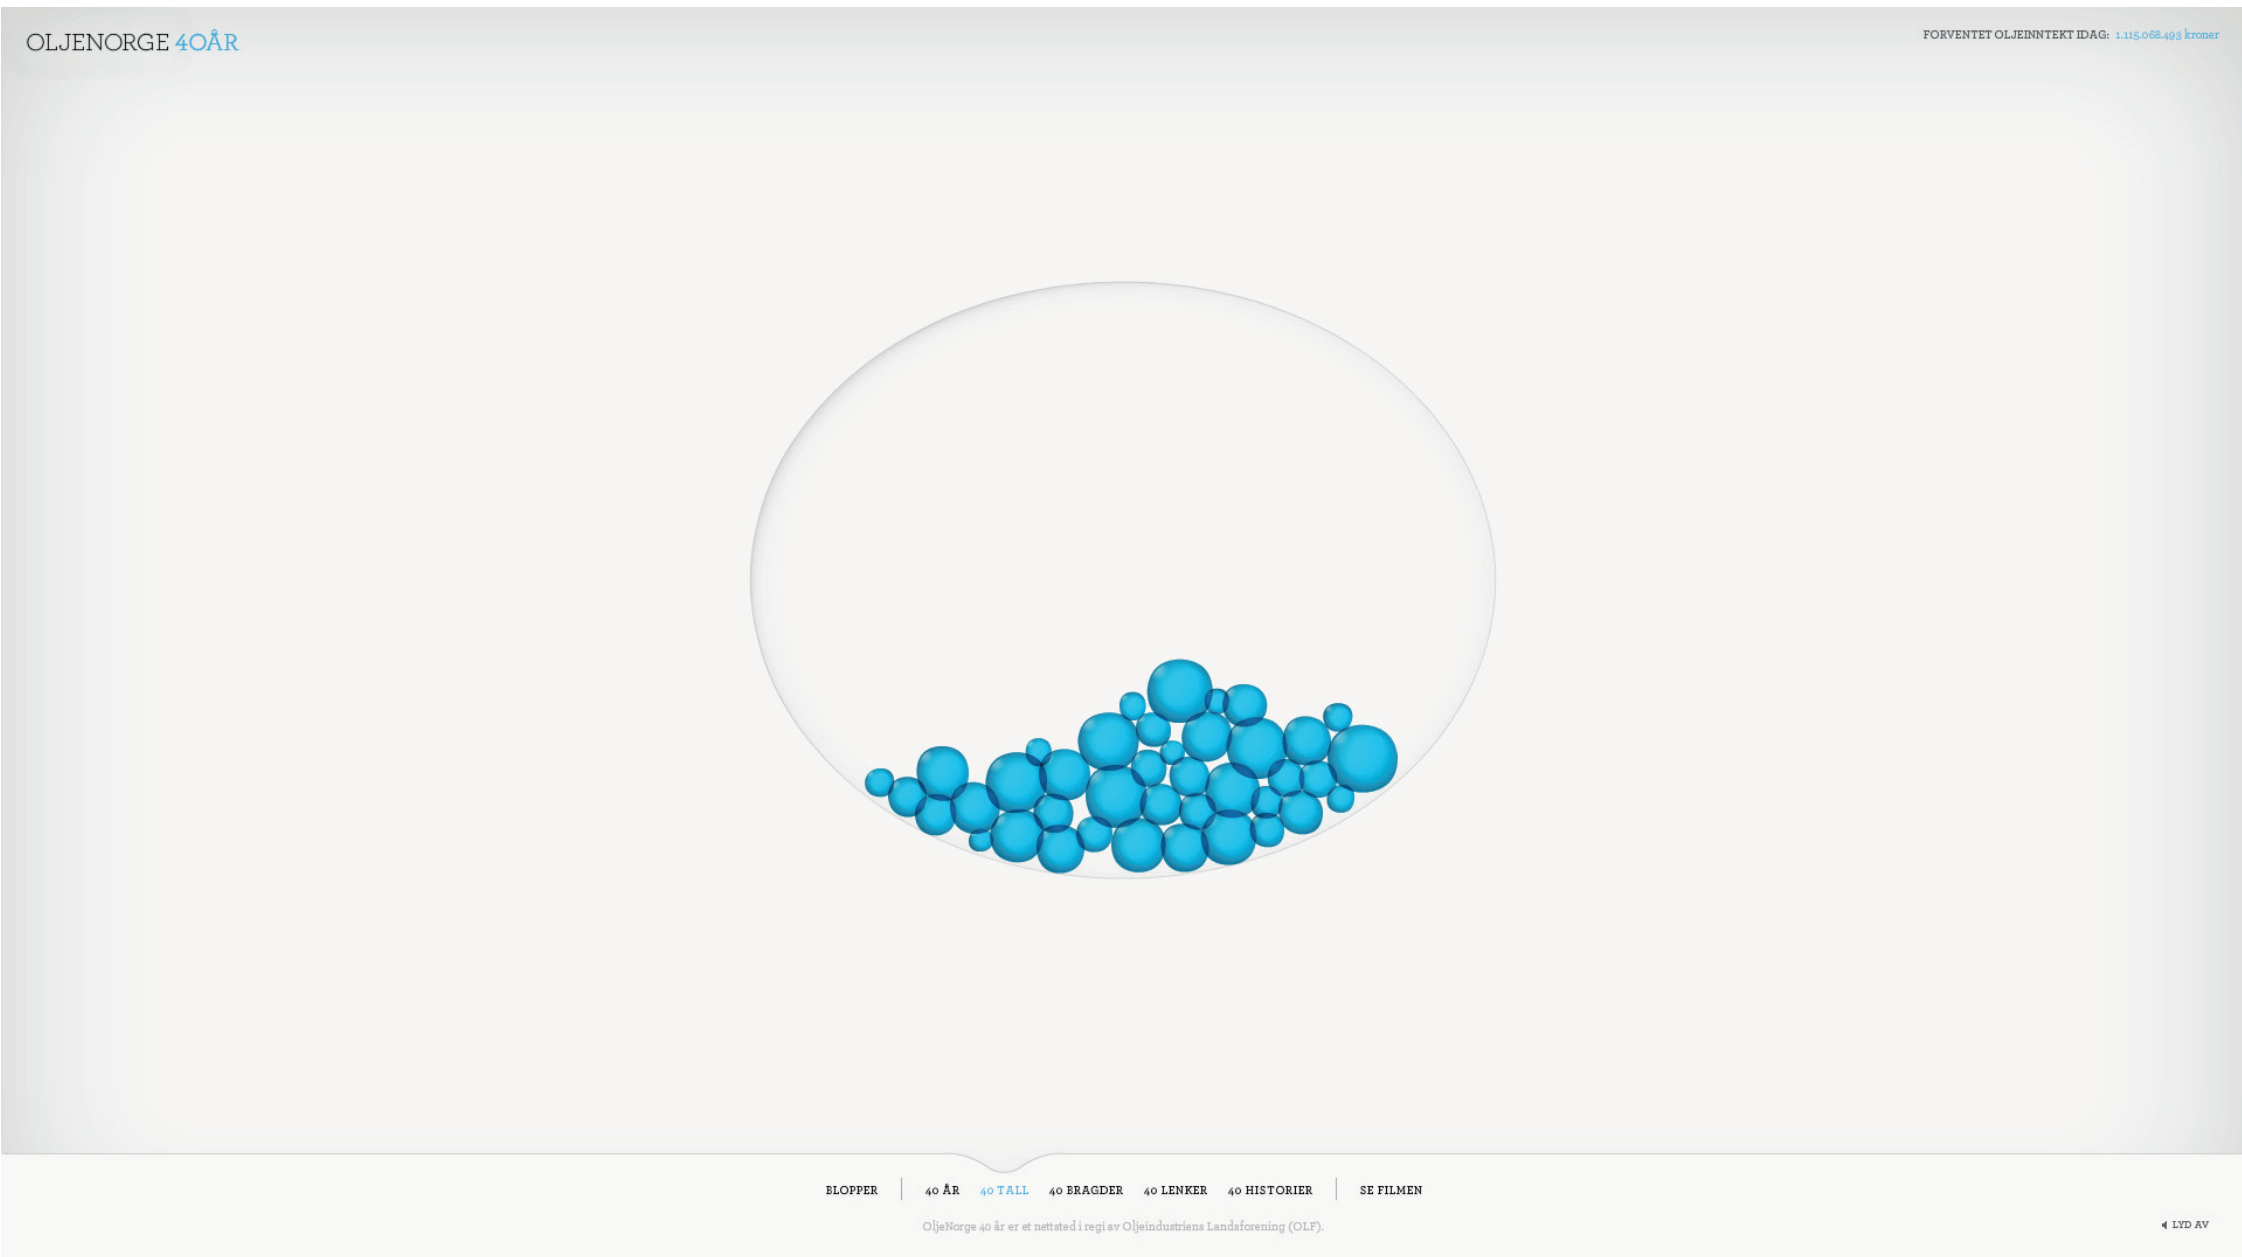 OLJENORGE 40ÅR
FORVENTET OLJEINNTEKT IDAG: 1.115.068.493 kroner
BLOPPER
40 ÅR 40 TALL 40 BRAGDER 40 LENKER 40 HISTORIER
SE FILMEN
OljeNorge 40 år er et nettsted i regi av Oljeindustriens Landsforening (OLF).
LYD AV